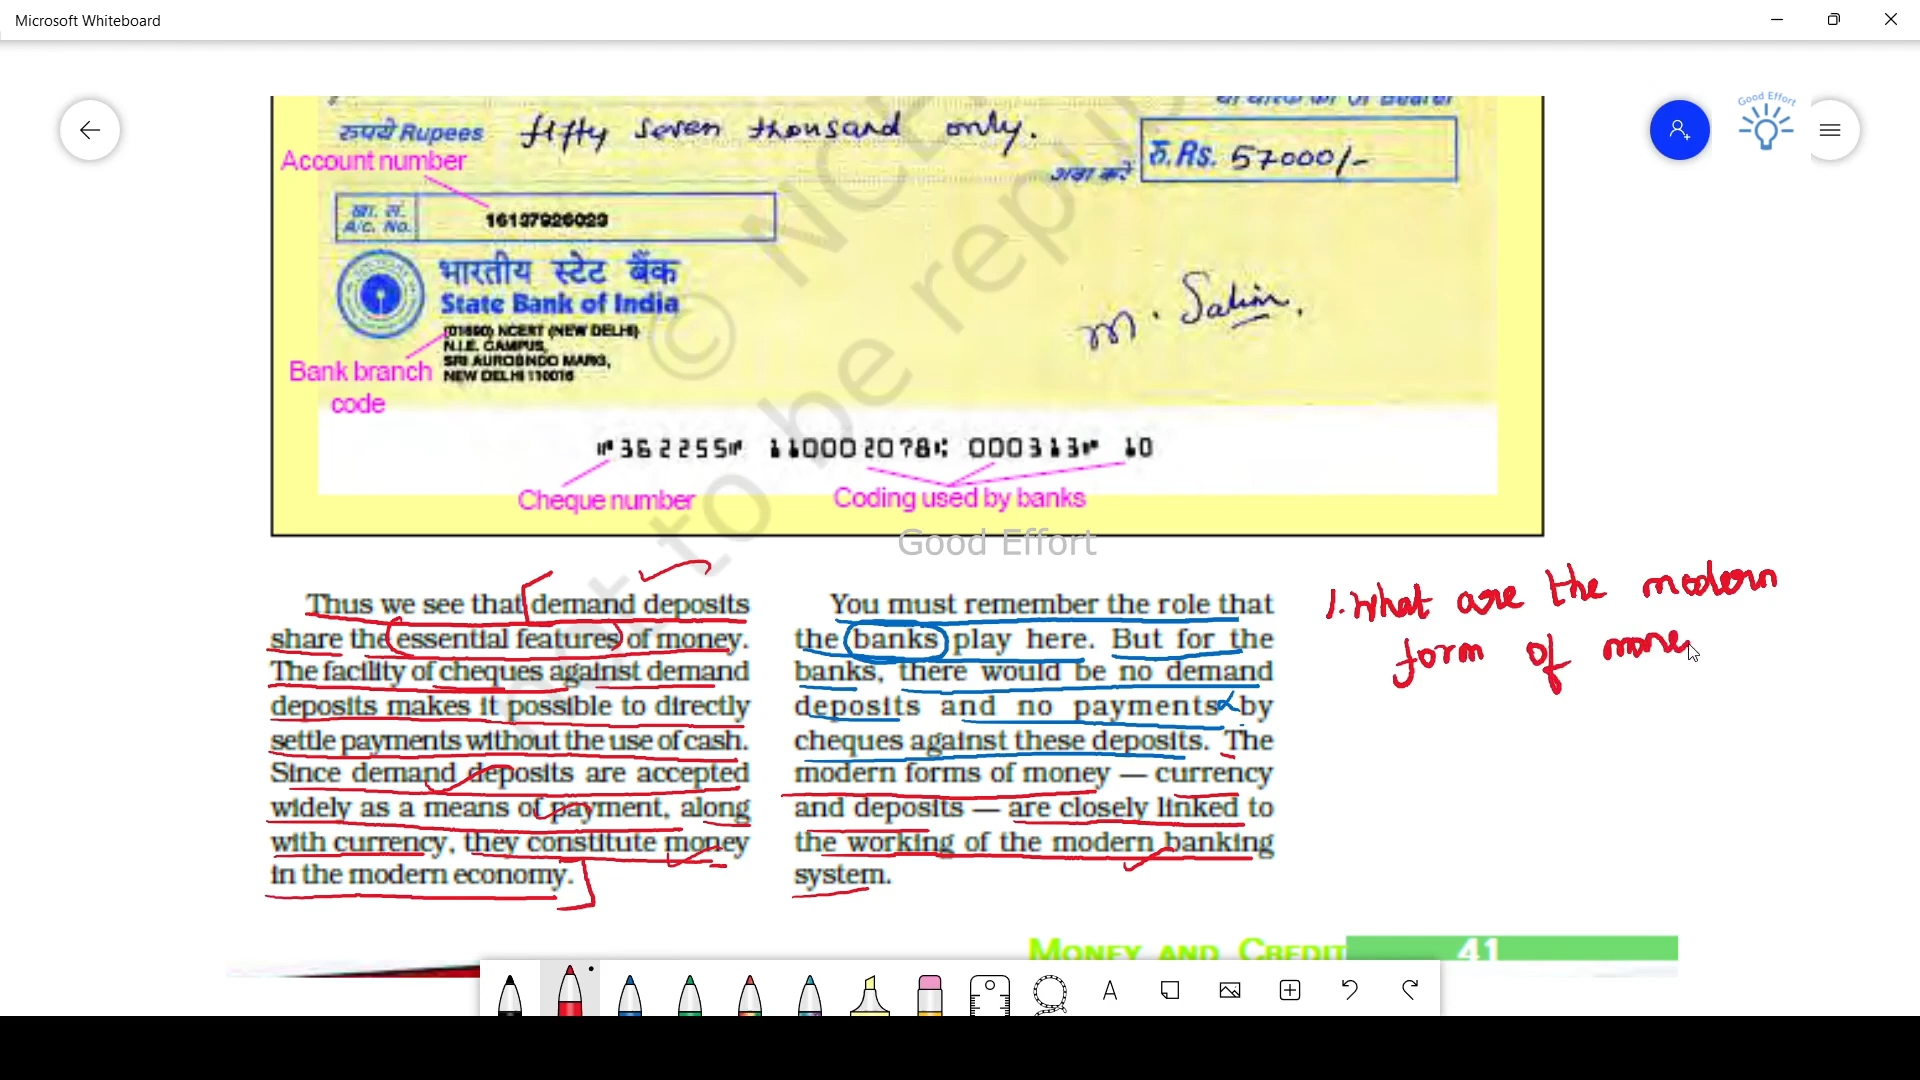 Microsoft Whiteboard
Good Effort
रुपये Rupees fifty seven thousand only.
Account number
अदा करें
रु.Rs. 57000/-
खा. सं.
A/C. No.
16137926023
भारतीय स्टेट बैंक
State Bank of India
(01690) NCERT (NEW DELHI)
N.I.E. CAMPUS,
SRI AUROBNDO MARG,
NEW DELHI 110016
Bank branch
code
M. Salim.
362255 110002078 000313 10
Cheque number
Coding used by banks
Good Effort
Thus we see that demand deposits
share the essential features of money.
The facility of cheques against demand
deposits makes it possible to directly
settle payments without the use of cash.
Since demand deposits are accepted
widely as a means of payment, along
with currency, they constitute money
in the modern economy.
You must remember the role that
the banks play here. But for the
banks, there would be no demand
deposits and no payments by
cheques against these deposits. The
modern forms of money — currency
and deposits — are closely linked to
the working of the modern banking
system.
1. What are the modern
form of mone
MONEY AND CREDIT 41